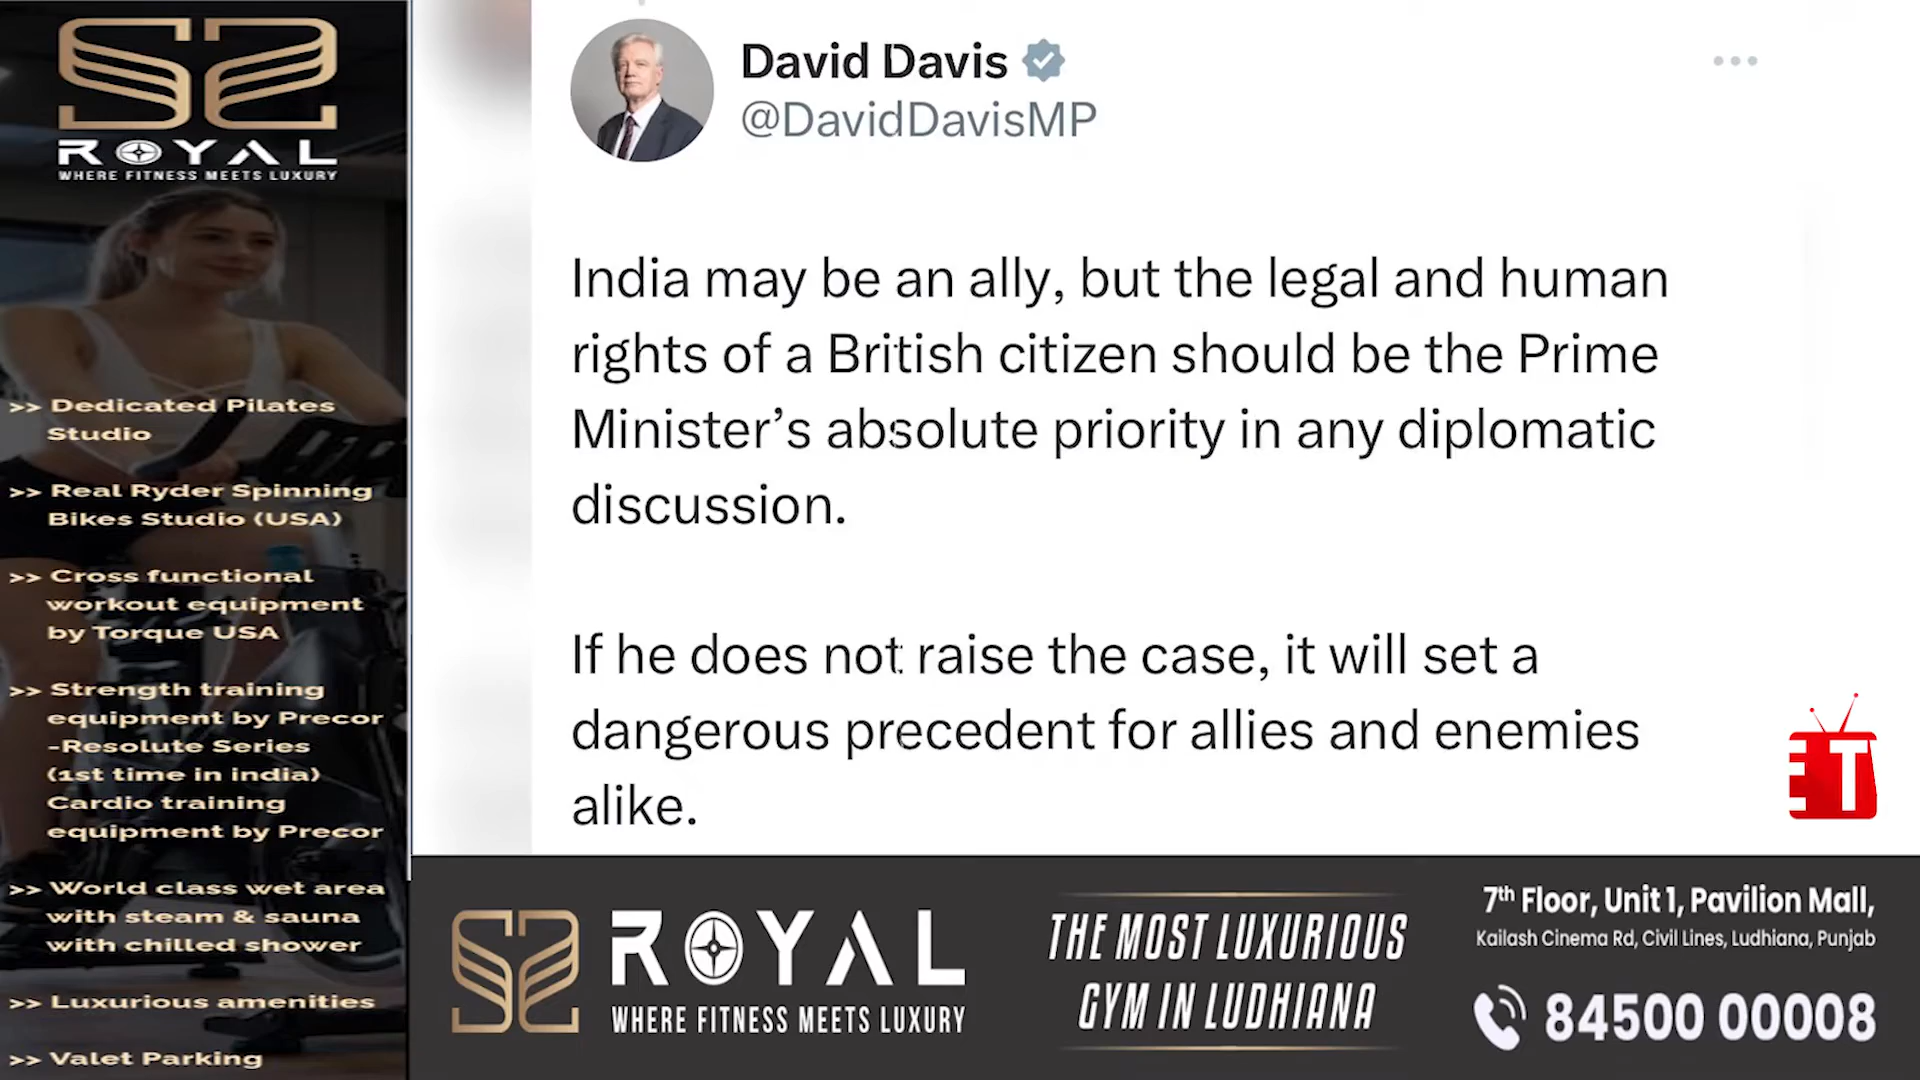 S2
ROYAL
WHERE FITNESS MEETS LUXURY
>> Dedicated Pilates
Studio
>> Real Ryder Spinning
Bikes Studio (USA)
>> Cross functional
workout equipment
by Torque USA
>> Strength training
equipment by Precor
-Resolute Series
(1st time in india)
Cardio training
equipment by Precor
>> World class wet area
with steam & sauna
with chilled shower
>> Luxurious amenities
>> Valet Parking
David Davis
@DavidDavisMP
India may be an ally, but the legal and human
rights of a British citizen should be the Prime
Minister’s absolute priority in any diplomatic
discussion.
If he does not raise the case, it will set a
dangerous precedent for allies and enemies
alike.
ET
S2
ROYAL
WHERE FITNESS MEETS LUXURY
THE MOST LUXURIOUS
GYM IN LUDHIANA
7th Floor, Unit 1, Pavilion Mall,
Kailash Cinema Rd, Civil Lines, Ludhiana, Punjab
84500 00008